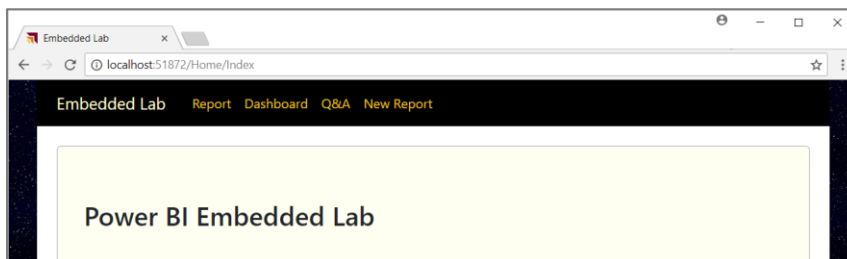 Embedded Lab
localhost:51872/Home/Index
Embedded Lab Report Dashboard Q&A New Report
Power BI Embedded Lab